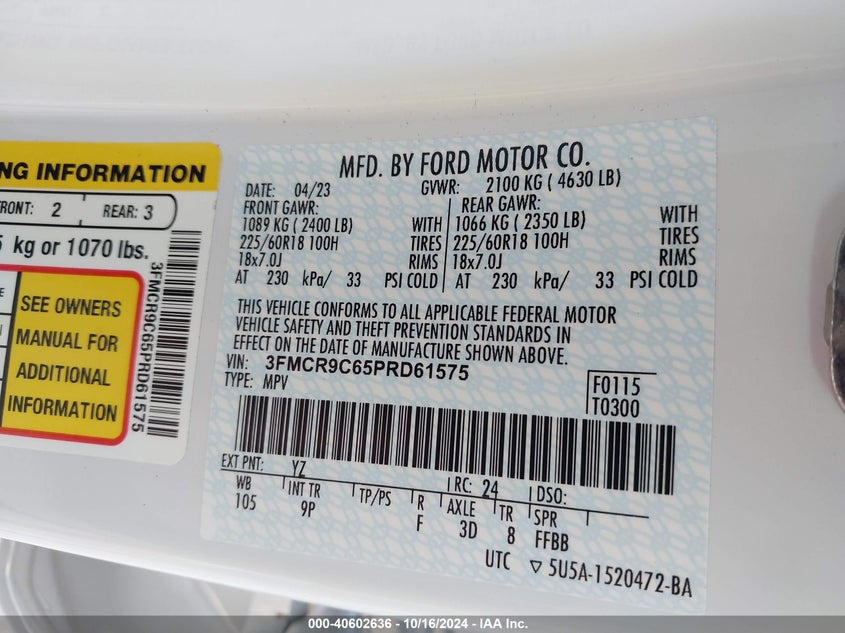 NG INFORMATION
FRONT: 2 REAR: 3
kg or 1070 lbs.
SEE OWNERS
MANUAL FOR
ADDITIONAL
INFORMATION
3FMCR9C65PRD61575
MFD. BY FORD MOTOR CO.
DATE: 04/23 GVWR: 2100 KG ( 4630 LB)
FRONT GAWR: REAR GAWR:
1089 KG ( 2400 LB) WITH 1066 KG ( 2350 LB) WITH
225/60R18 100H TIRES 225/60R18 100H TIRES
18x7.0J RIMS 18x7.0J RIMS
AT 230 kPa/ 33 PSI COLD AT 230 kPa/ 33 PSI COLD
THIS VEHICLE CONFORMS TO ALL APPLICABLE FEDERAL MOTOR
VEHICLE SAFETY AND THEFT PREVENTION STANDARDS IN
EFFECT ON THE DATE OF MANUFACTURE SHOWN ABOVE.
VIN: 3FMCR9C65PRD61575
TYPE: MPV
F0115
T0300
EXT PNT: YZ RC: 24 DSO:
WB INT TR TP/PS R AXLE TR SPR
105 9P F 3D 8 FFBB
UTC ▽ 5U5A-1520472-BA
000-40602636 - 10/16/2024 - IAA Inc.